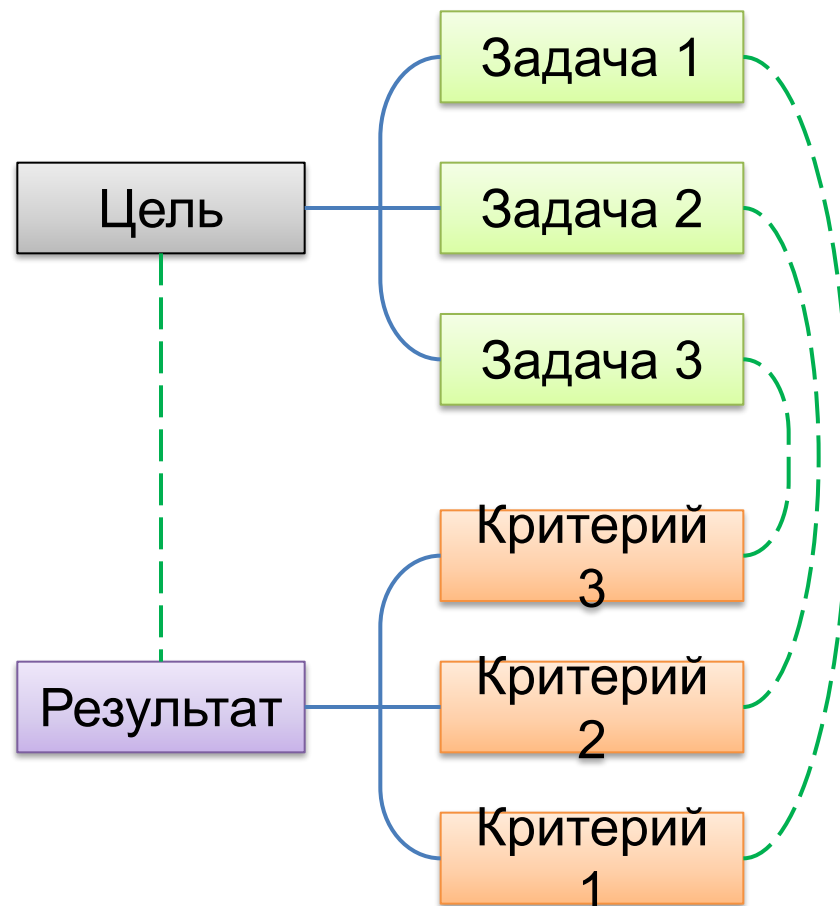 Задача 1
Цель
Задача 2
Задача 3
Критерий
3
Результат
Критерий
2
Критерий
1